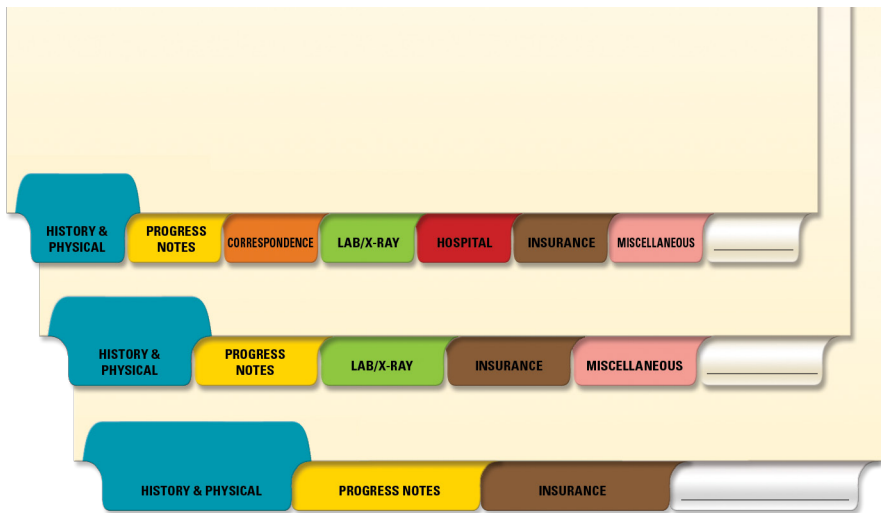 HISTORY &
PHYSICAL
PROGRESS
NOTES
CORRESPONDENCE
LAB/X-RAY
HOSPITAL
INSURANCE
MISCELLANEOUS
HISTORY &
PHYSICAL
PROGRESS
NOTES
LAB/X-RAY
INSURANCE
MISCELLANEOUS
HISTORY & PHYSICAL
PROGRESS NOTES
INSURANCE